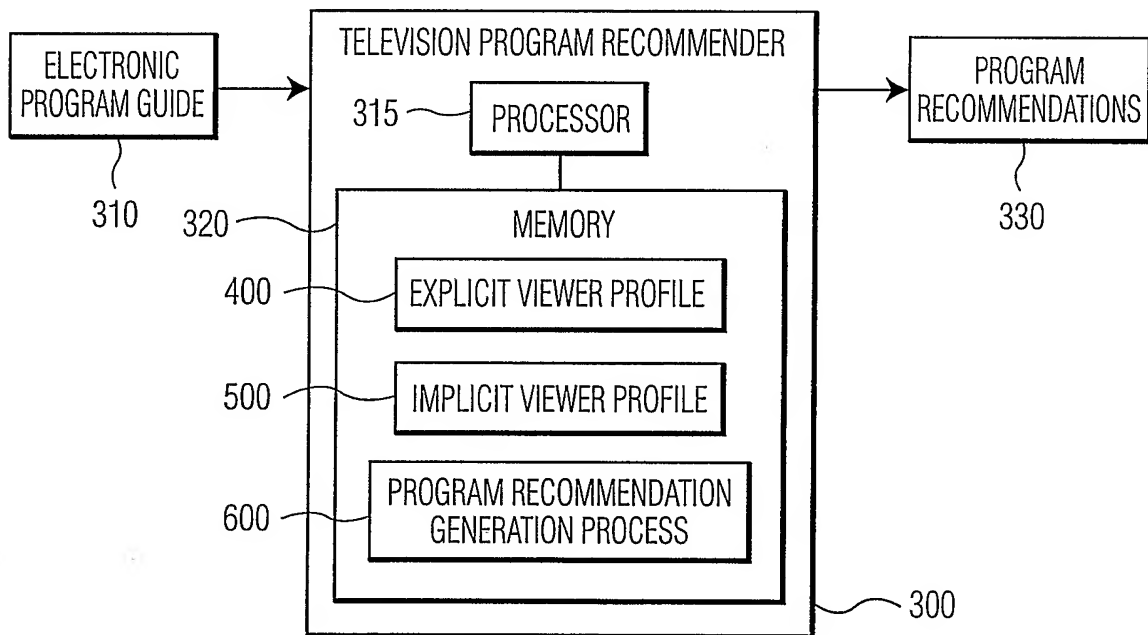 ELECTRONIC
PROGRAM GUIDE
310
TELEVISION PROGRAM RECOMMENDER
315
PROCESSOR
320
MEMORY
400
EXPLICIT VIEWER PROFILE
500
IMPLICIT VIEWER PROFILE
600
PROGRAM RECOMMENDATION
GENERATION PROCESS
300
PROGRAM
RECOMMENDATIONS
330